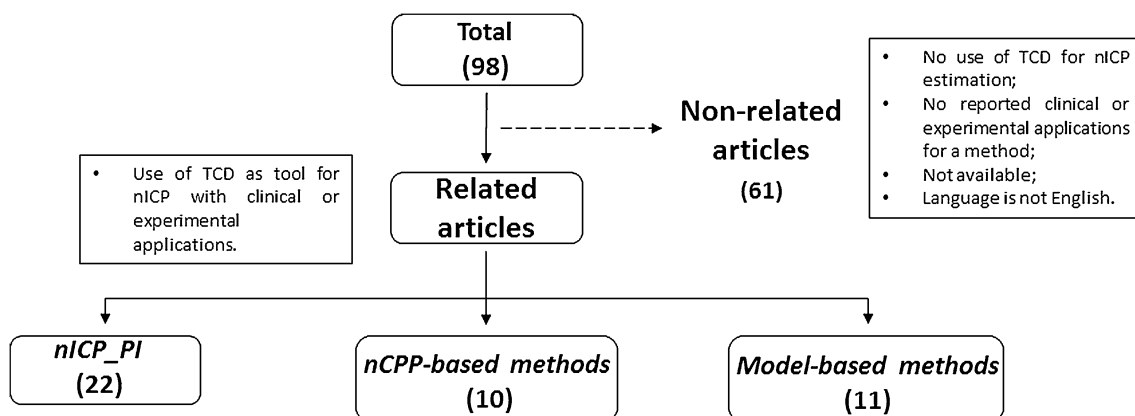 Total
(98)
• No use of TCD for nICP
estimation;
• No reported clinical or
experimental applications
for a method;
• Not available;
• Language is not English.
Non-related
articles
(61)
• Use of TCD as tool for
nICP with clinical or
experimental
applications.
Related
articles
nICP_PI
(22)
nCPP-based methods
(10)
Model-based methods
(11)